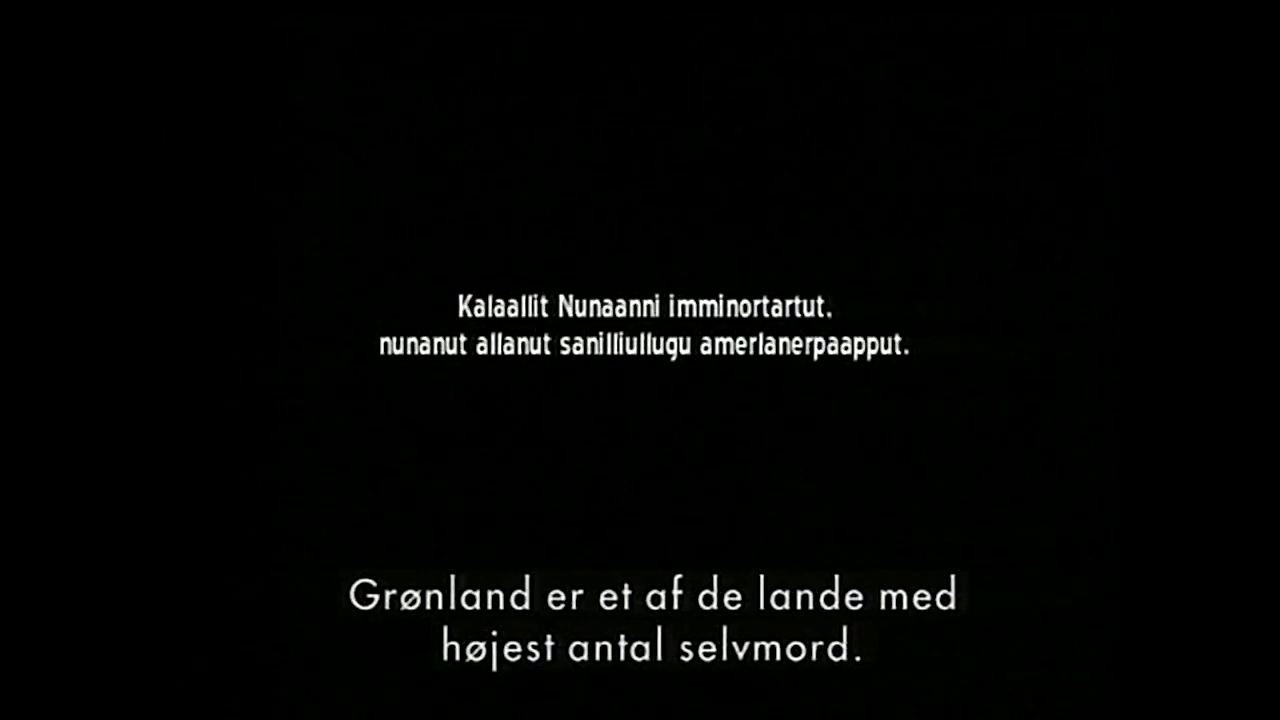 Kalaallit Nunaanni imminortartut.
nunanut allanut sanilliullugu amerlanerpaapput.
Grønland er et af de lande med
højest antal selvmord.